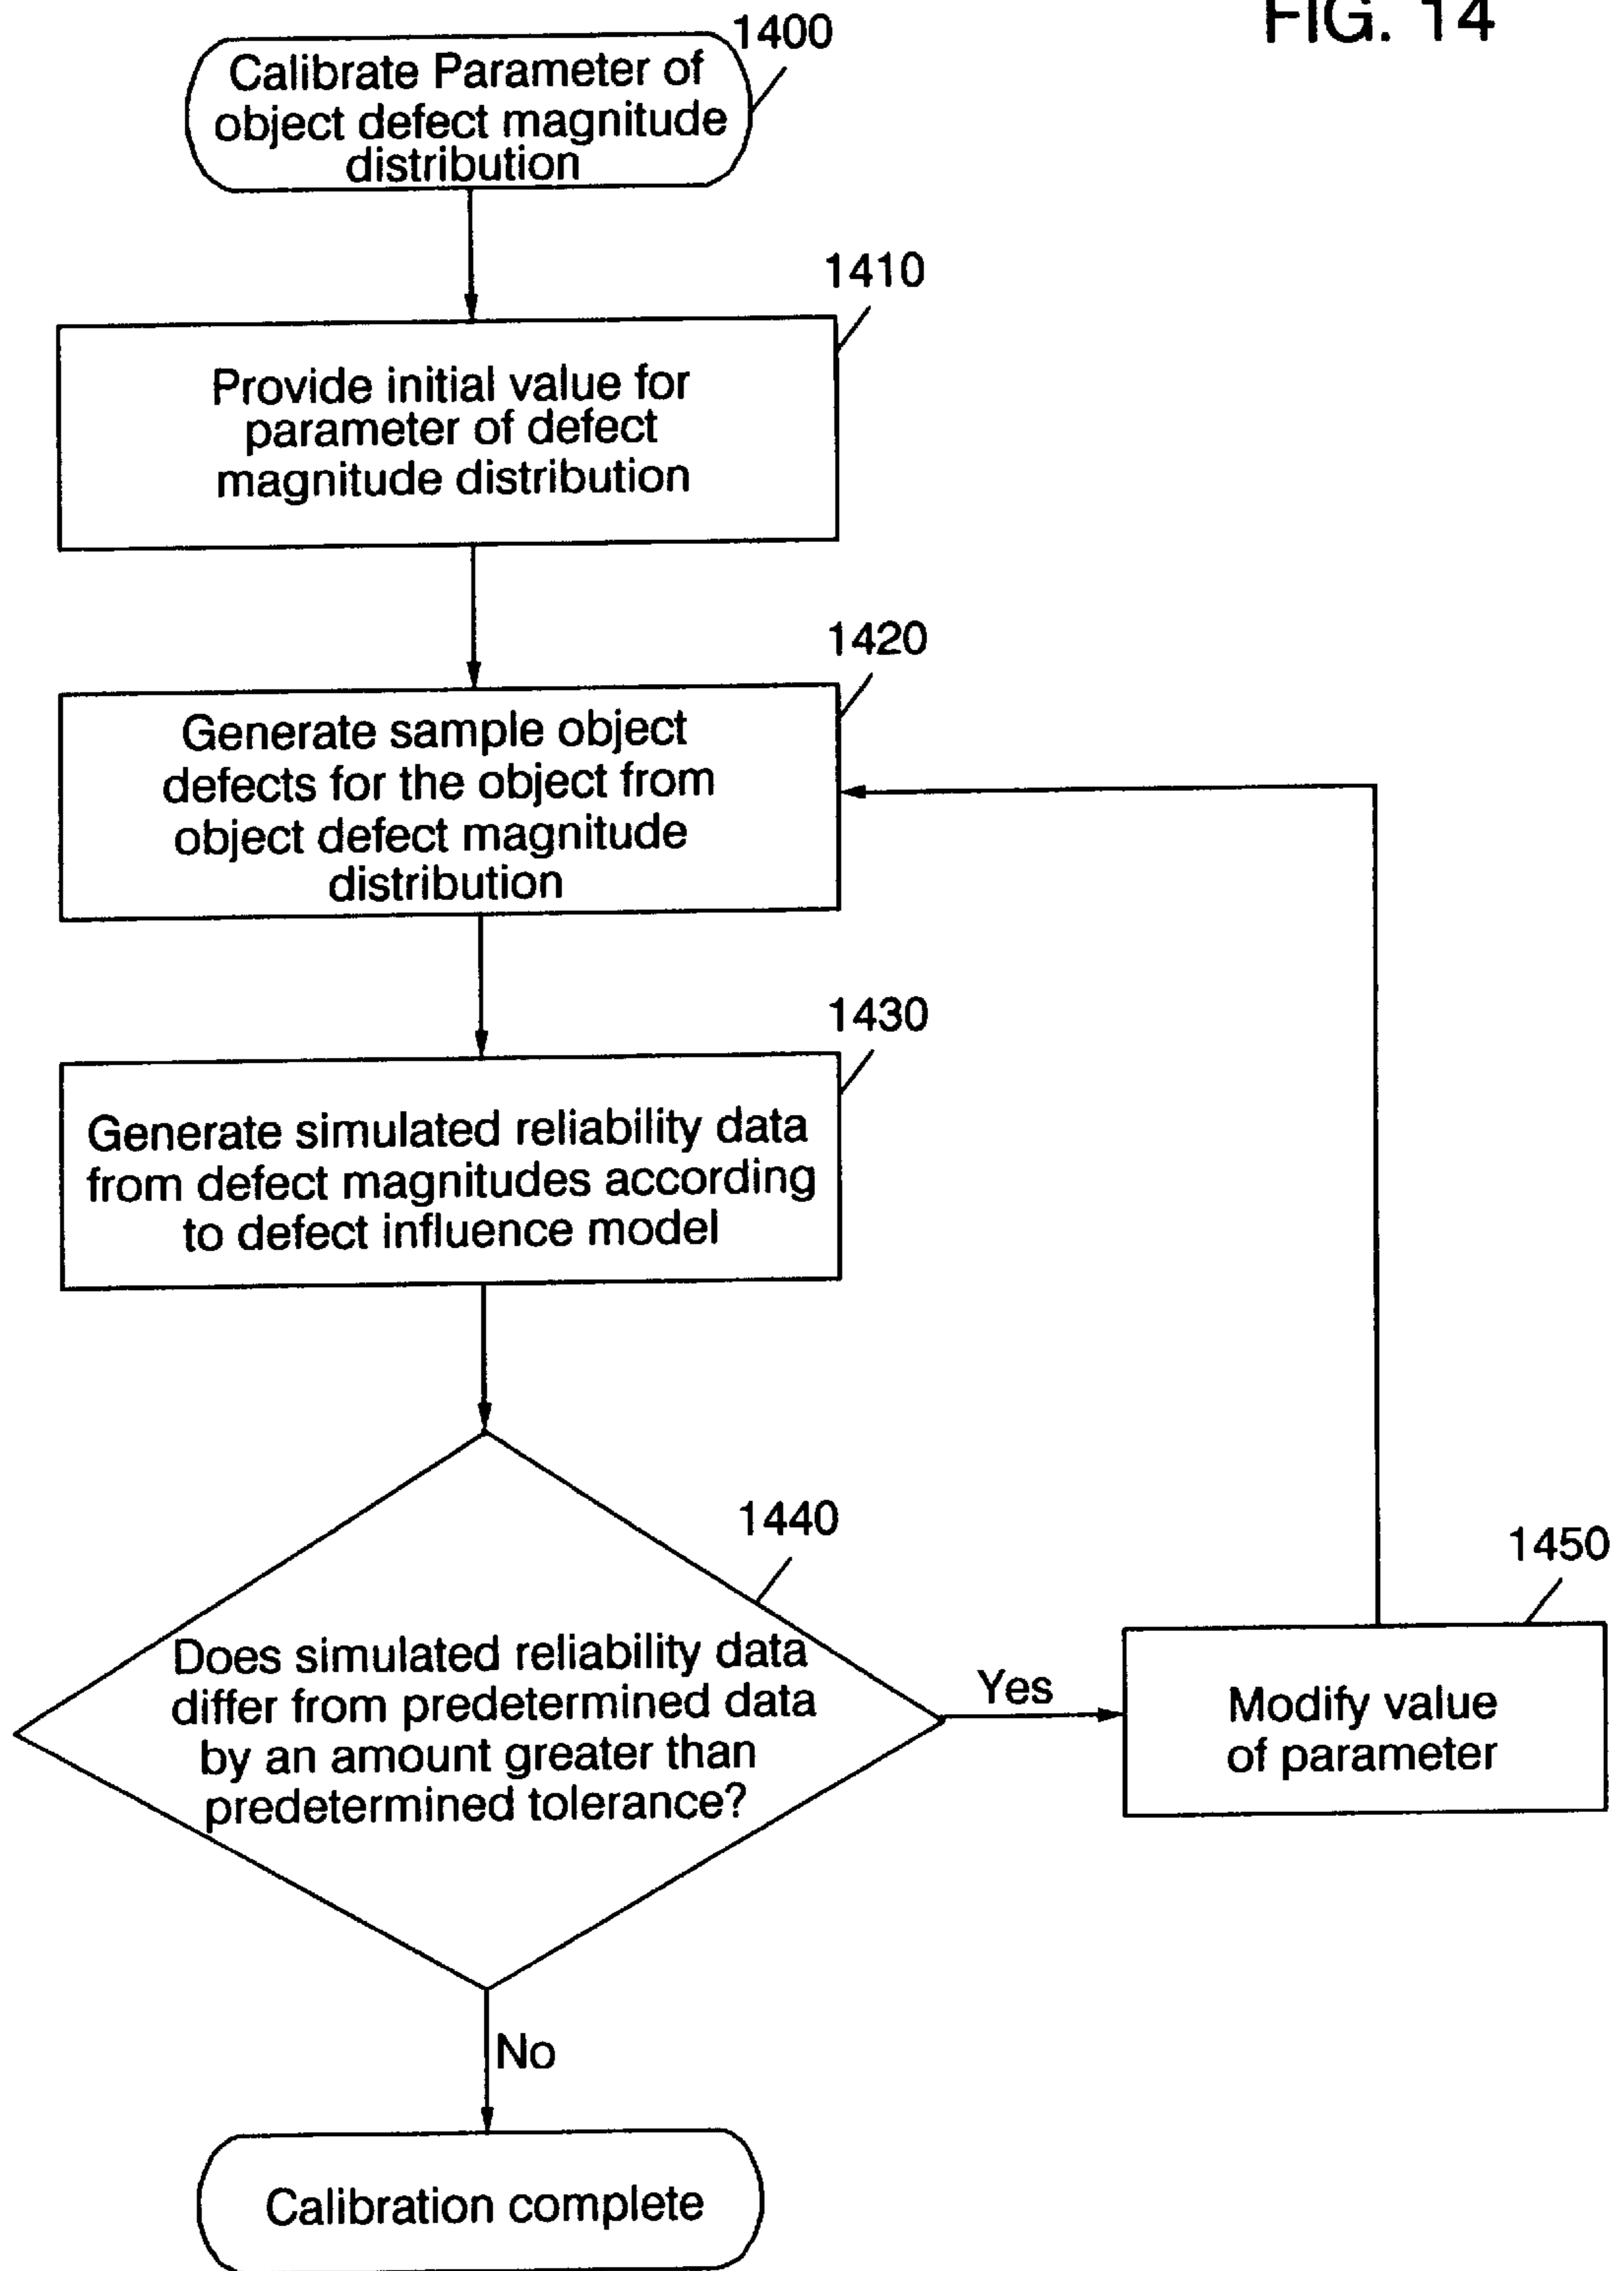 FIG. 14
1400
Calibrate Parameter of
object defect magnitude
distribution
1410
Provide initial value for
parameter of defect
magnitude distribution
1420
Generate sample object
defects for the object from
object defect magnitude
distribution
1430
Generate simulated reliability data
from defect magnitudes according
to defect influence model
1440
Does simulated reliability data
differ from predetermined data
by an amount greater than
predetermined tolerance?
Yes
1450
Modify value
of parameter
No
Calibration complete